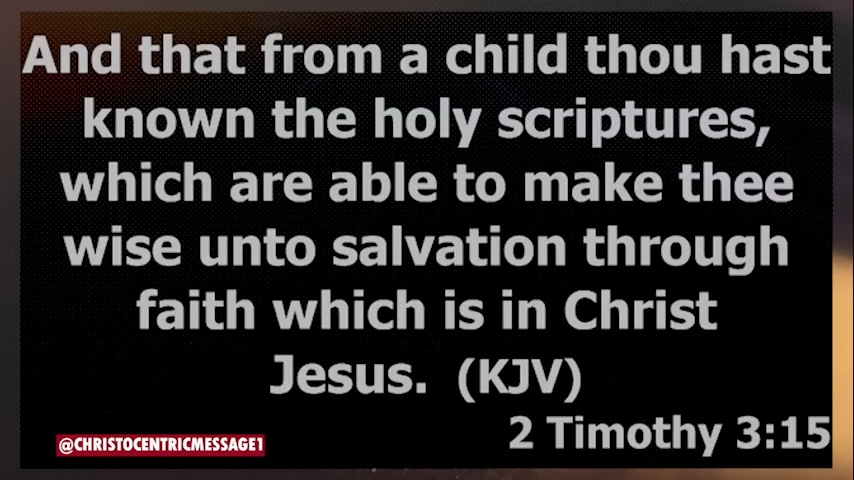 And that from a child thou hast
known the holy scriptures,
which are able to make thee
wise unto salvation through
faith which is in Christ
Jesus. (KJV)
2 Timothy 3:15
@CHRISTOCENTRICMESSAGE1